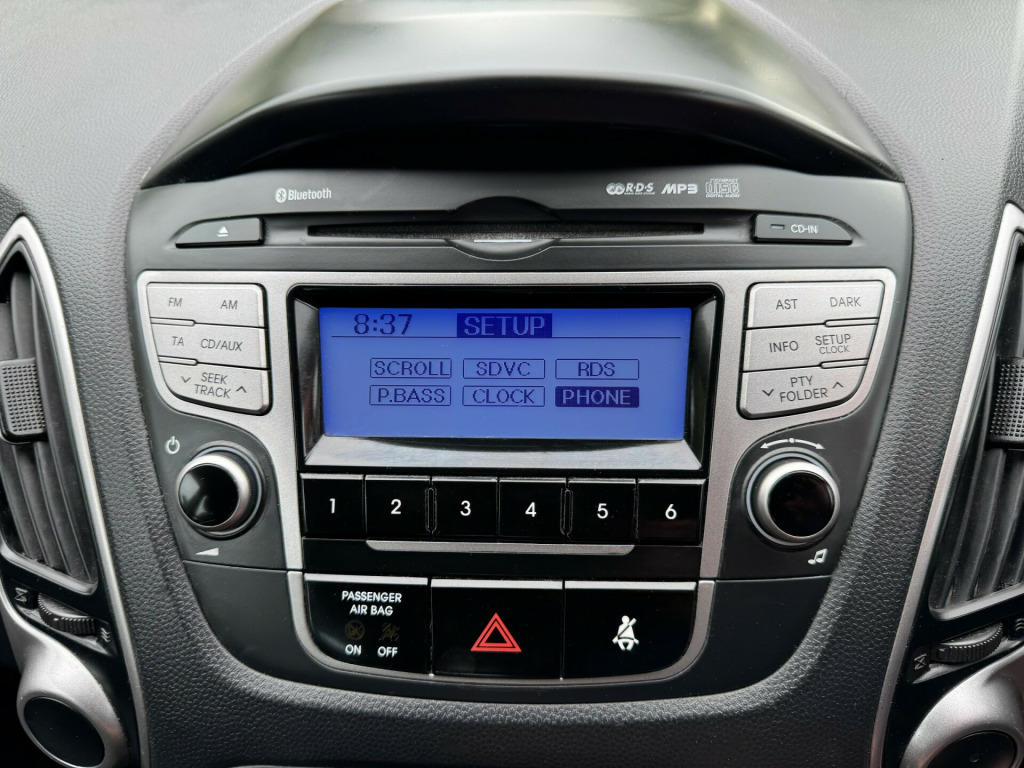 Bluetooth
R·D·S MP3 COMPACT disc DIGITAL AUDIO
CD-IN
FM AM
TA CD/AUX
SEEK
TRACK
8:37 SETUP
SCROLL SDVC RDS
P.BASS CLOCK PHONE
AST DARK
INFO SETUP
CLOCK
PTY
FOLDER
1 2 3 4 5 6
PASSENGER
AIR BAG
ON OFF